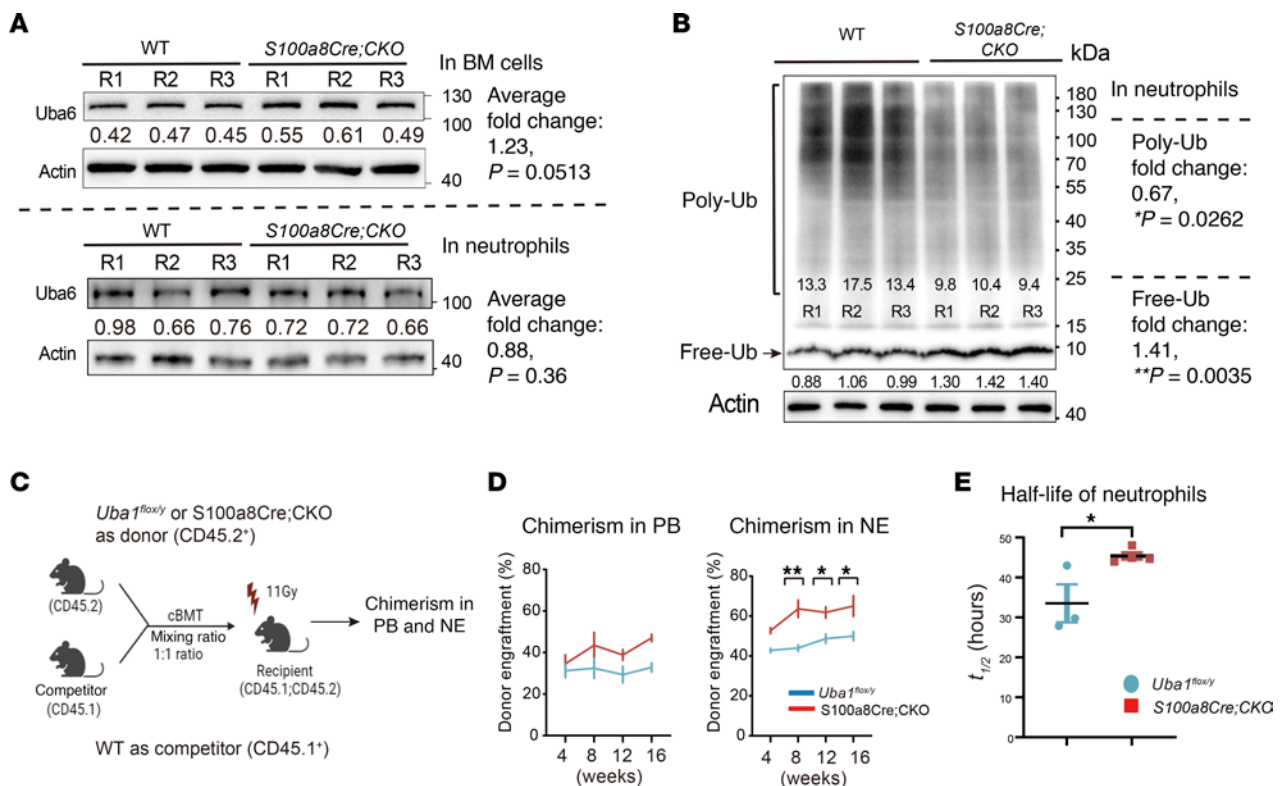 A
WT S100a8Cre;CKO
R1 R2 R3 R1 R2 R3
In BM cells
Uba6
130
100
0.42 0.47 0.45 0.55 0.61 0.49
Actin
40
Average
fold change:
1.23,
P = 0.0513
WT S100a8Cre;CKO
R1 R2 R3 R1 R2 R3
In neutrophils
Uba6
100
0.98 0.66 0.76 0.72 0.72 0.66
Actin
40
Average
fold change:
0.88,
P = 0.36
B
WT S100a8Cre;
CKO
kDa
Poly-Ub
180
130
100
70
55
40
35
25
15
10
13.3 17.5 13.4 9.8 10.4 9.4
R1 R2 R3 R1 R2 R3
Free-Ub
0.88 1.06 0.99 1.30 1.42 1.40
Actin
40
In neutrophils
Poly-Ub
fold change:
0.67,
*P = 0.0262
Free-Ub
fold change:
1.41,
**P = 0.0035
C
Uba1flox/y or S100a8Cre;CKO
as donor (CD45.2+)
(CD45.2)
11Gy
cBMT
Mixing ratio
1:1 ratio
Chimerism in
PB and NE
Recipient
(CD45.1;CD45.2)
Competitor
(CD45.1)
WT as competitor (CD45.1+)
D
Chimerism in PB
Donor engraftment (%)
80
60
40
20
0
4 8 12 16
(weeks)
Chimerism in NE
Donor engraftment (%)
80
60
40
20
0
** * *
Uba1flox/y
S100a8Cre;CKO
4 8 12 16
(weeks)
E
Half-life of neutrophils
*
t1/2 (hours)
50
40
30
20
10
0
Uba1flox/y
S100a8Cre;CKO